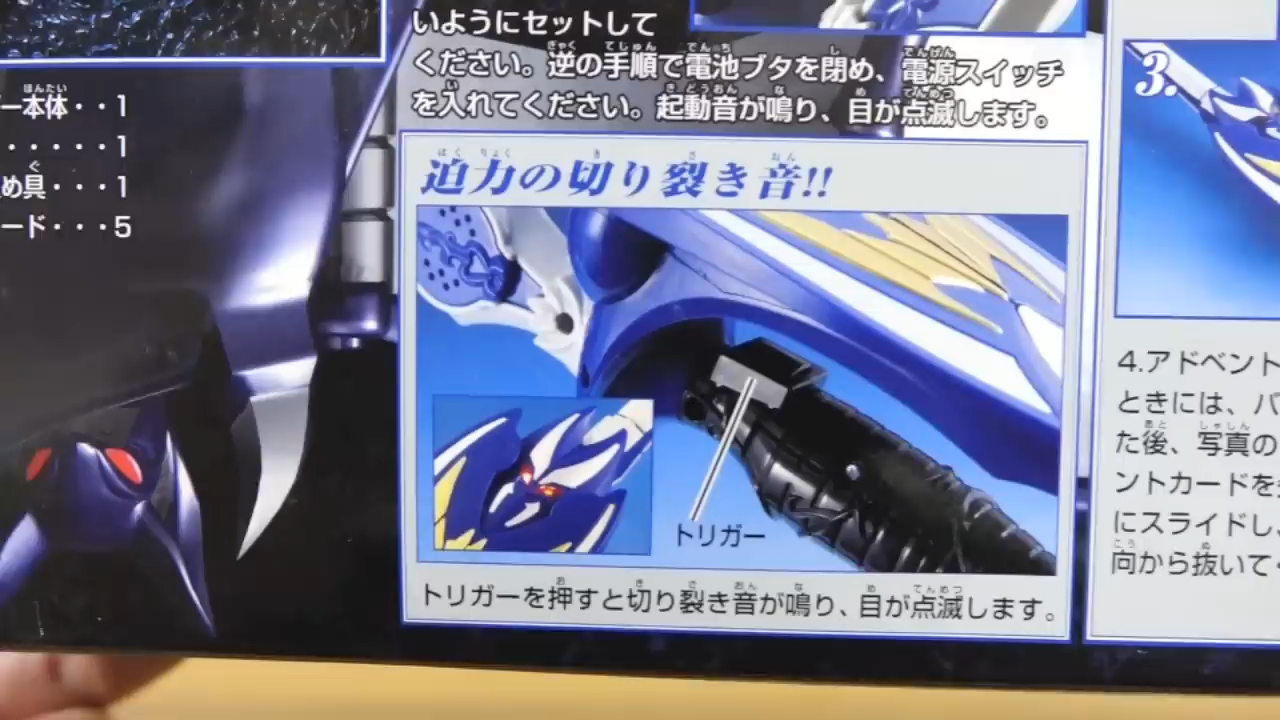 ー本体・・1
・・・・・1
め具・・・1
ード・・・5
いようにセットして
ください。逆の手順で電池ブタを閉め、電源スイッチ
を入れてください。起動音が鳴り、目が点滅します。
迫力の切り裂き音!!
トリガー
トリガーを押すと切り裂き音が鳴り、目が点滅します。
3.
4.アドベント
ときには、バ
た後、写真の
ントカードを
にスライドし、
向から抜いて